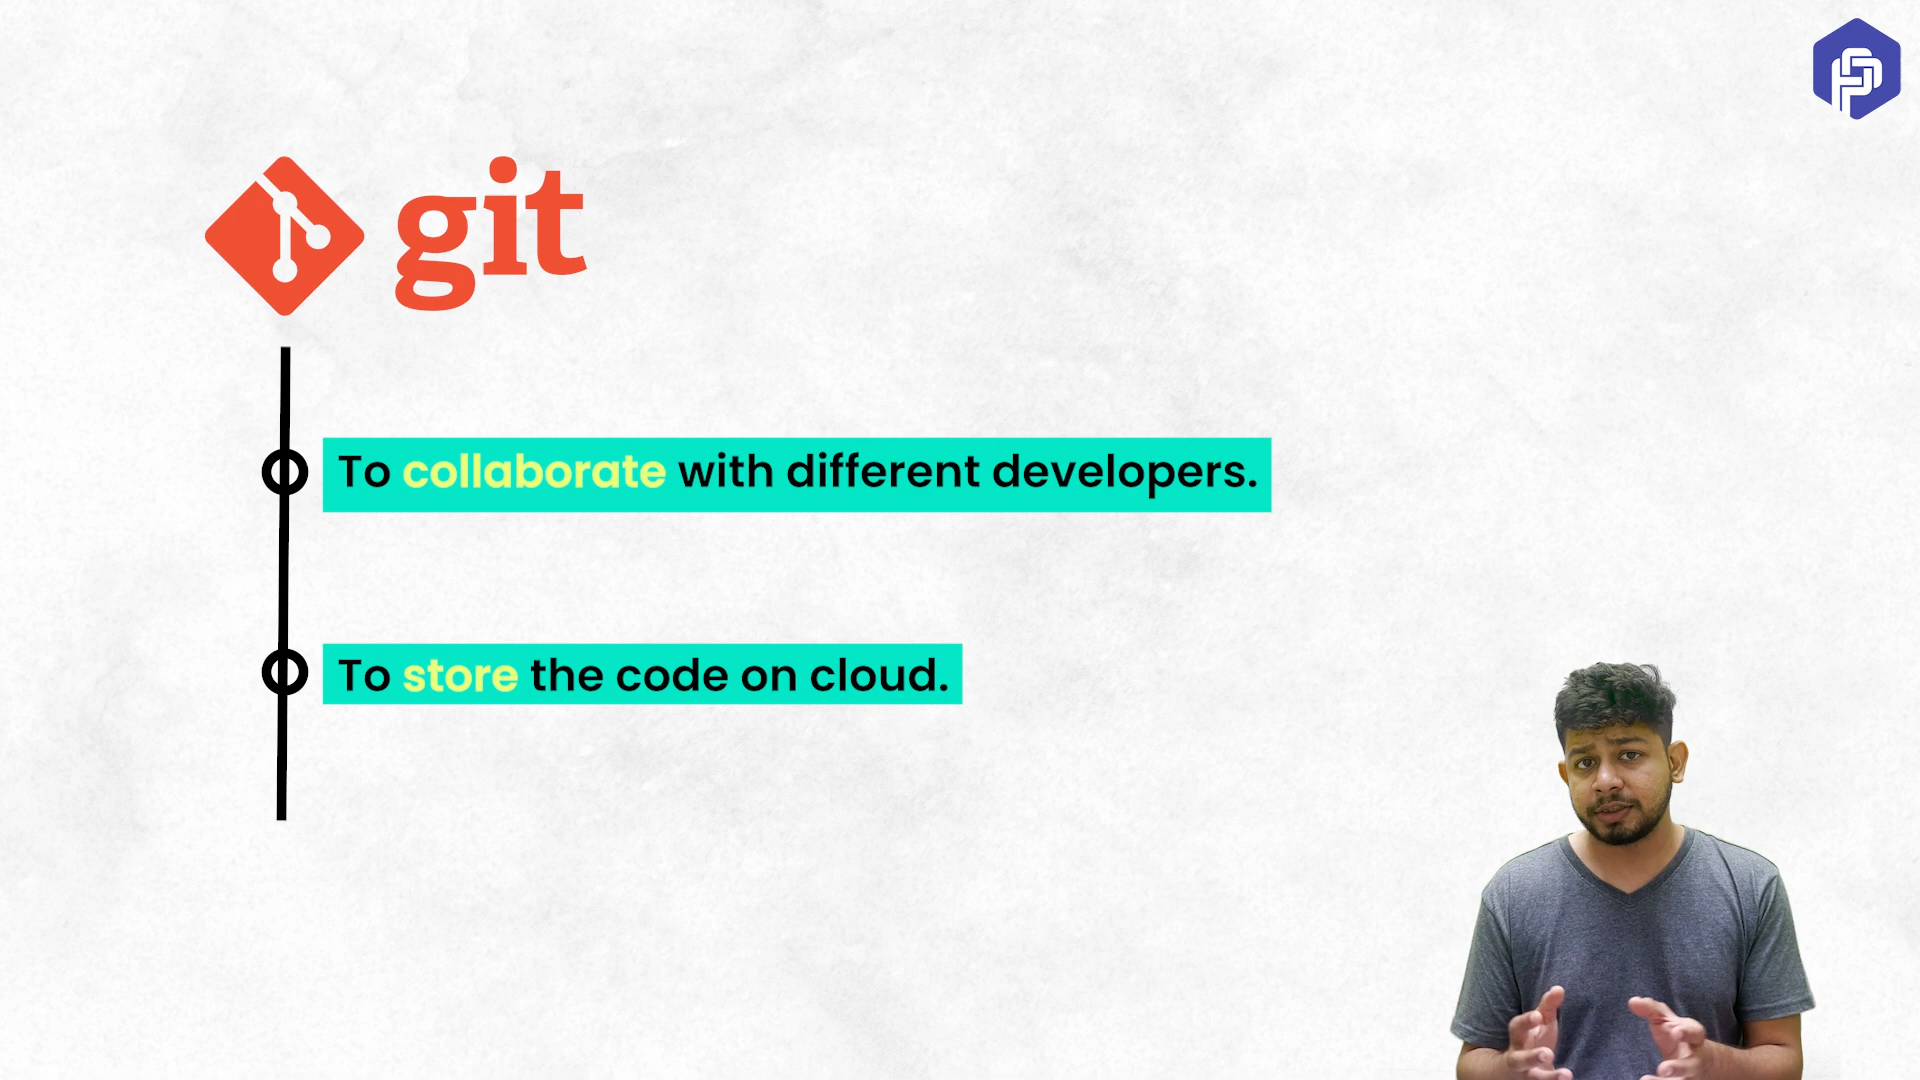 git
To collaborate with different developers.
To store the code on cloud.